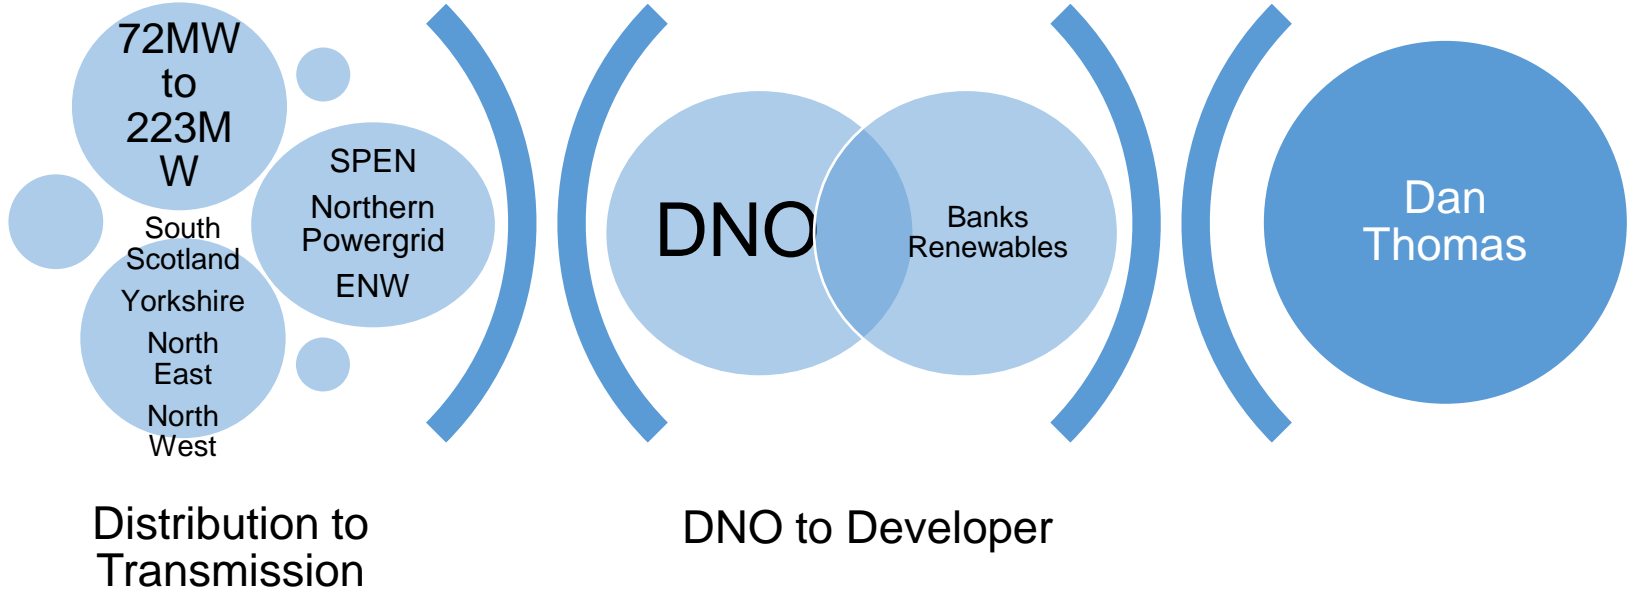 72MW
to
223M
W
SPEN
Northern
Powergrid
ENW
South
Scotland
Yorkshire
North
East
North
West
Distribution to
Transmission
DNO
Banks
Renewables
DNO to Developer
Dan
Thomas